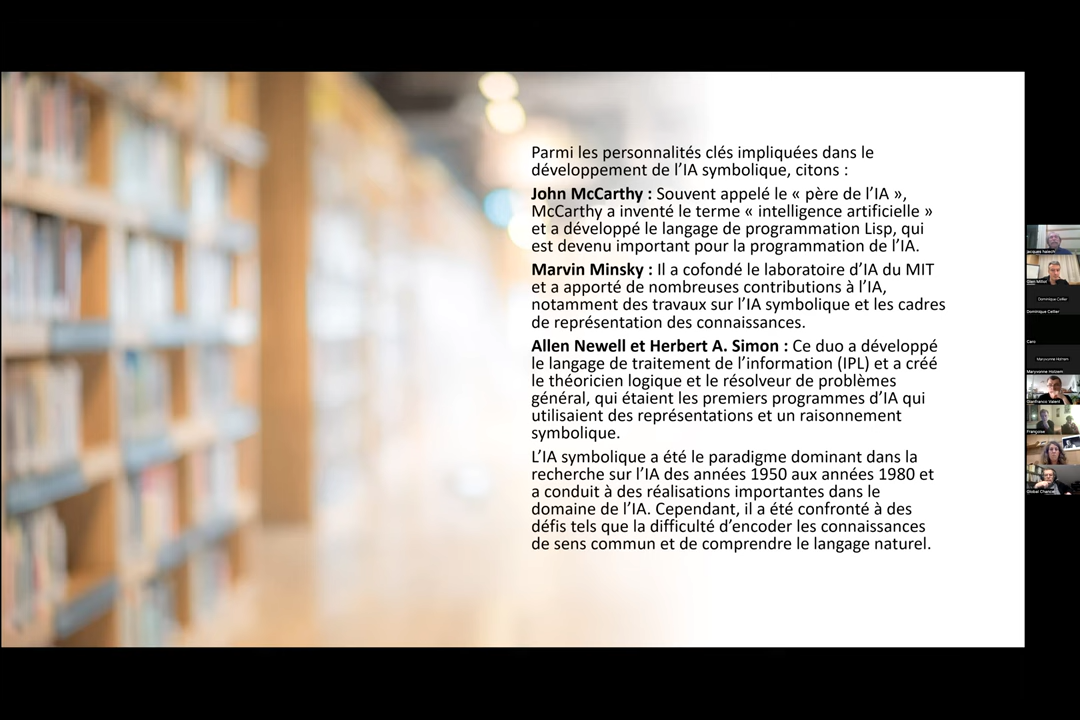 Parmi les personnalités clés impliquées dans le
développement de l’IA symbolique, citons :
John McCarthy : Souvent appelé le « père de l’IA »,
McCarthy a inventé le terme « intelligence artificielle »
et a développé le langage de programmation Lisp, qui
est devenu important pour la programmation de l’IA.
Marvin Minsky : Il a cofondé le laboratoire d’IA du MIT
et a apporté de nombreuses contributions à l’IA,
notamment des travaux sur l’IA symbolique et les cadres
de représentation des connaissances.
Allen Newell et Herbert A. Simon : Ce duo a développé
le langage de traitement de l’information (IPL) et a créé
le théoricien logique et le résolveur de problèmes
général, qui étaient les premiers programmes d’IA qui
utilisaient des représentations et un raisonnement
symbolique.
L’IA symbolique a été le paradigme dominant dans la
recherche sur l’IA des années 1950 aux années 1980 et
a conduit à des réalisations importantes dans le
domaine de l’IA. Cependant, il a été confronté à des
défis tels que la difficulté d’encoder les connaissances
de sens commun et de comprendre le langage naturel.
Dominique Cellier
Dominique Cellier
Caro
Françoise